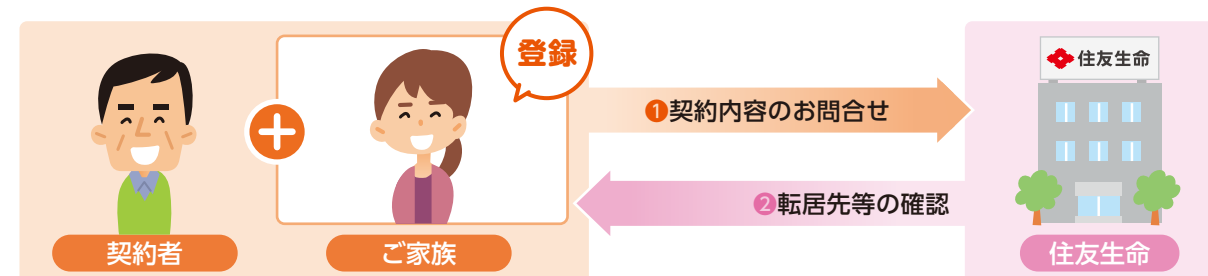 登録
住友生命
❶契約内容のお問合せ
❷転居先等の確認
契約者
ご家族
住友生命